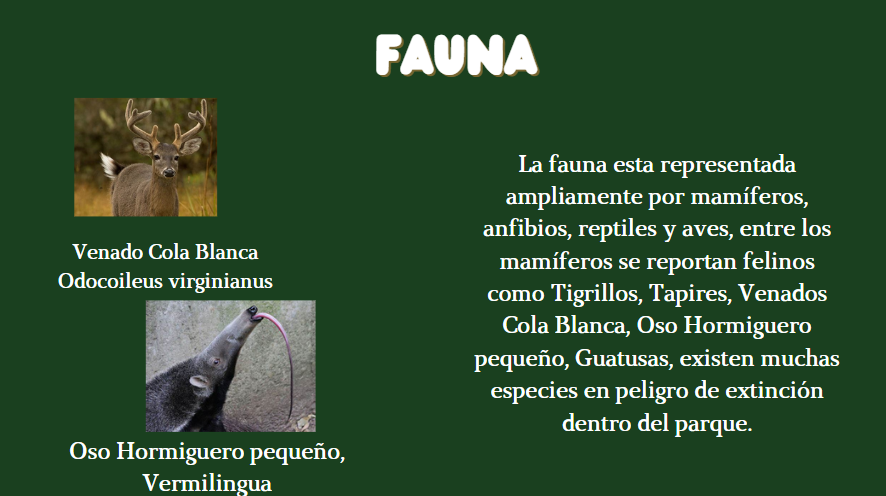 FAUNA
Venado Cola Blanca
Odocoileus virginianus
Oso Hormiguero pequeño,
Vermilingua
La fauna esta representada
ampliamente por mamíferos,
anfibios, reptiles y aves, entre los
mamíferos se reportan felinos
como Tigrillos, Tapires, Venados
Cola Blanca, Oso Hormiguero
pequeño, Guatusas, existen muchas
especies en peligro de extinción
dentro del parque.